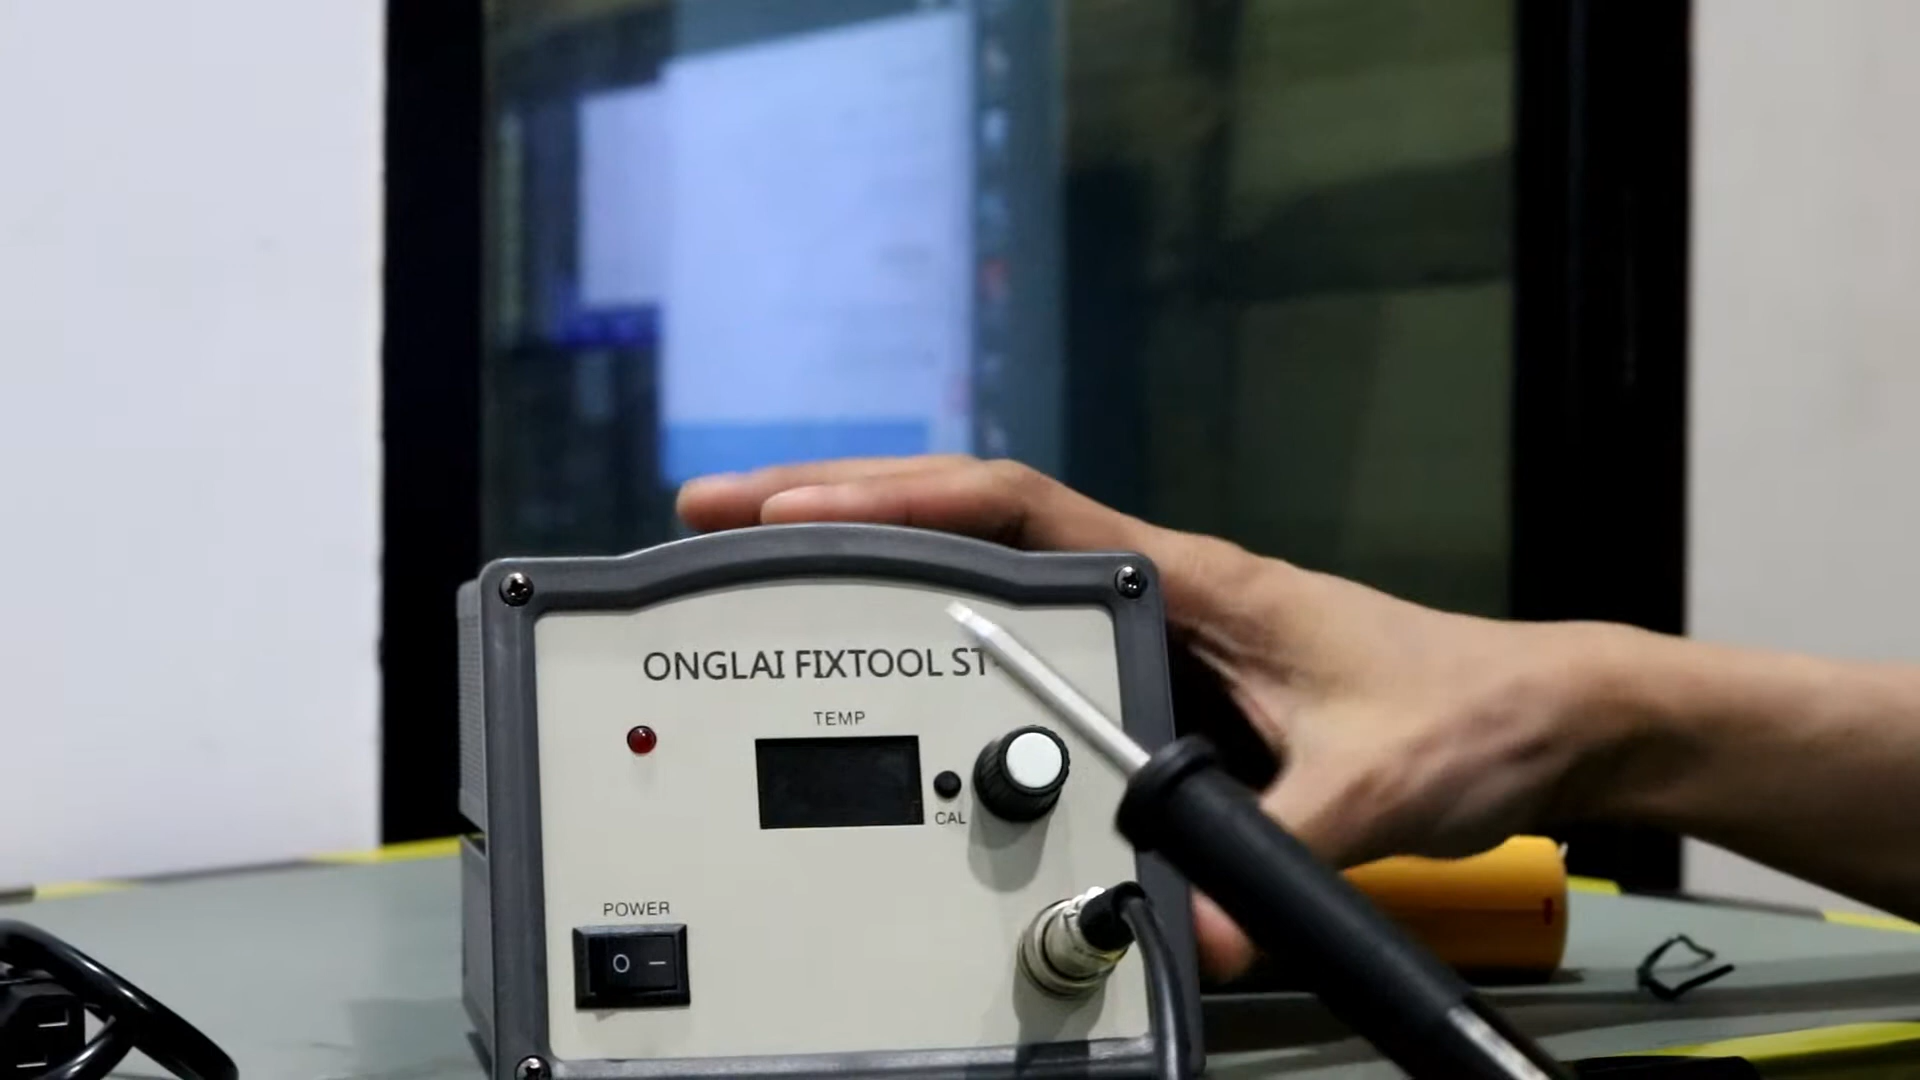 ONGLAI FIXTOOL ST-
TEMP
CAL
POWER
O —